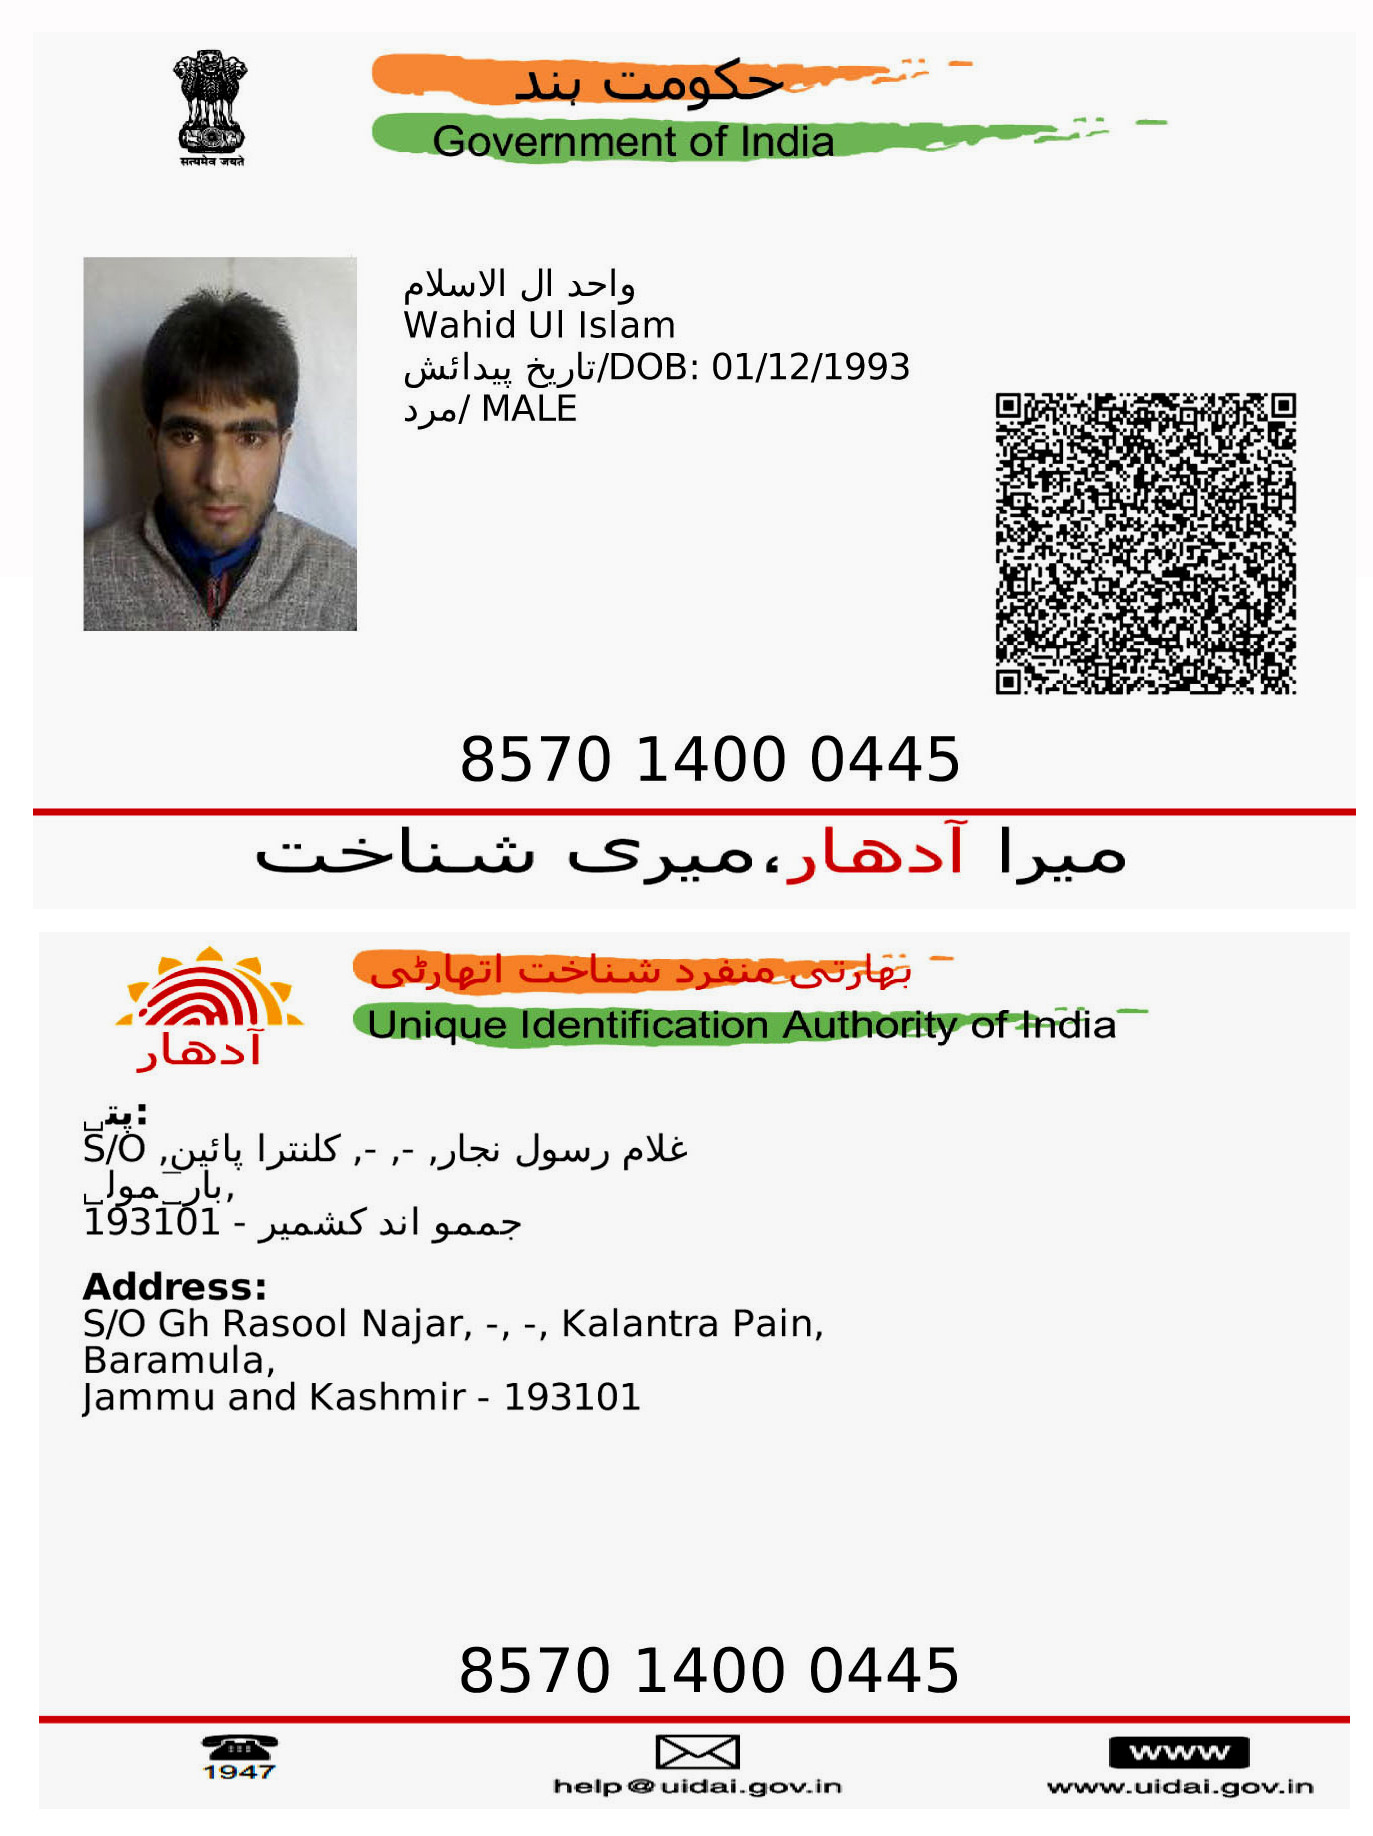 सत्यमेव जयते
حکومت ہند
Government of India
واحد ال الاسلام
Wahid Ul Islam
تاریخ پیدائش/DOB: 01/12/1993
مرد/ MALE
8570 1400 0445
میرا آدھار،میری شناخت
بھارتی منفرد شناخت اتھارٹی
Unique Identification Authority of India
آدھار
S/O غلام رسول نجار, -, -, کلنترا پائین,
جممو اند کشمیر - 193101
Address:
S/O Gh Rasool Najar, -, -, Kalantra Pain,
Baramula,
Jammu and Kashmir - 193101
8570 1400 0445
1947
help@uidai.gov.in
www
www.uidai.gov.in